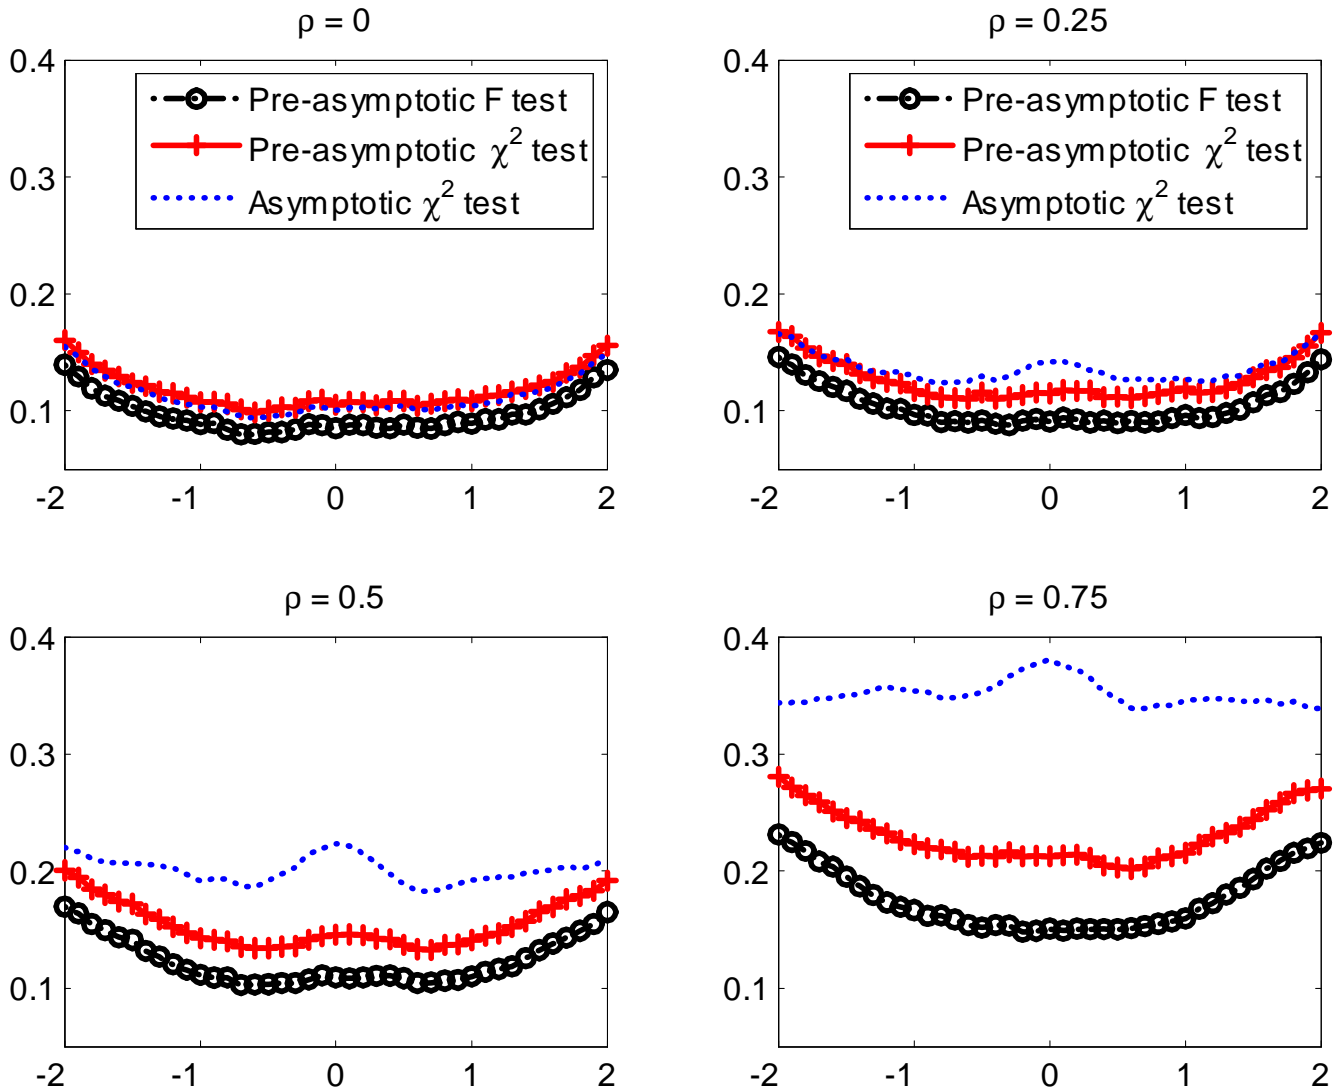 ρ = 0
0.4
0.3
0.2
0.1
-2 -1 0 1 2
Pre-asymptotic F test
Pre-asymptotic χ² test
Asymptotic χ² test
ρ = 0.25
0.4
0.3
0.2
0.1
-2 -1 0 1 2
Pre-asymptotic F test
Pre-asymptotic χ² test
Asymptotic χ² test
ρ = 0.5
0.4
0.3
0.2
0.1
-2 -1 0 1 2
ρ = 0.75
0.4
0.3
0.2
0.1
-2 -1 0 1 2